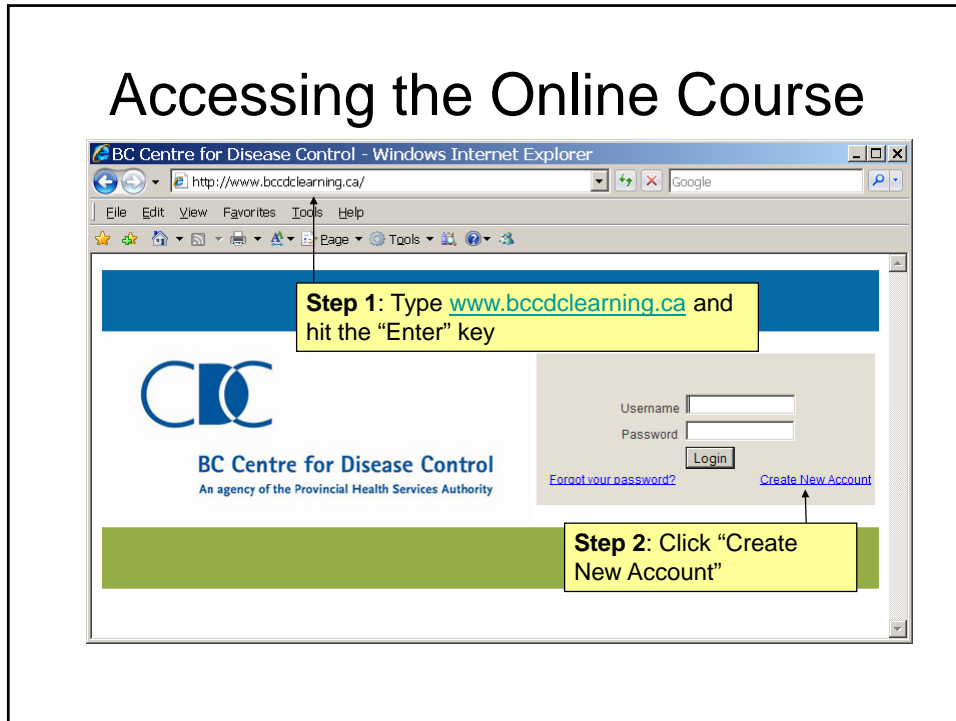 Accessing the Online Course
BC Centre for Disease Control - Windows Internet Explorer
http://www.bccdclearning.ca/
Google
File Edit View Favorites Tools Help
Page Tools
Step 1: Type www.bccdclearning.ca and
hit the “Enter” key
CDC
Username
Password
Login
BC Centre for Disease Control
An agency of the Provincial Health Services Authority
Forgot your password? Create New Account
Step 2: Click “Create
New Account”